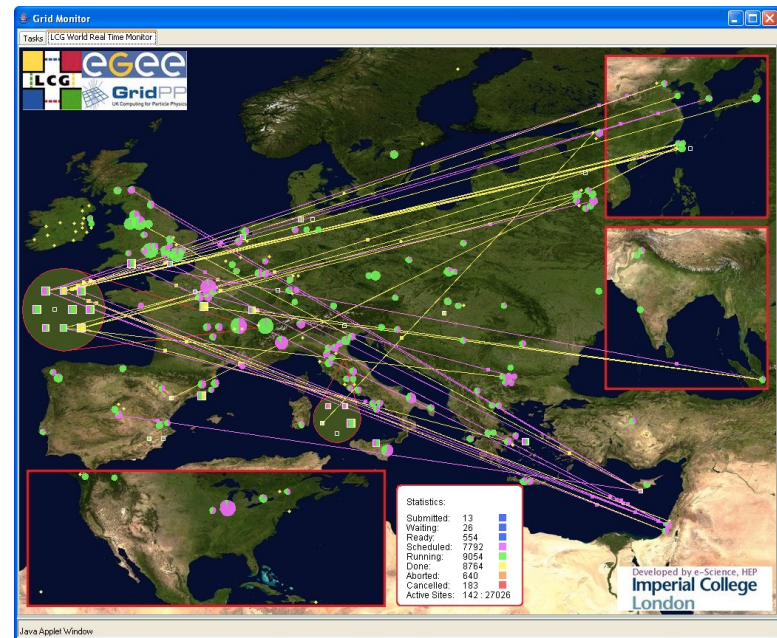 Grid Monitor
Tasks LCG World Real Time Monitor
LCG
eGee
GridPP
UK Computing for Particle Physics
Statistics:
Submitted: 13
Waiting: 26
Ready: 554
Scheduled: 7792
Running: 9054
Done: 8764
Aborted: 640
Cancelled: 183
Active Sites: 142 : 27026
Developed by e-Science, HEP
Imperial College
London
Java Applet Window